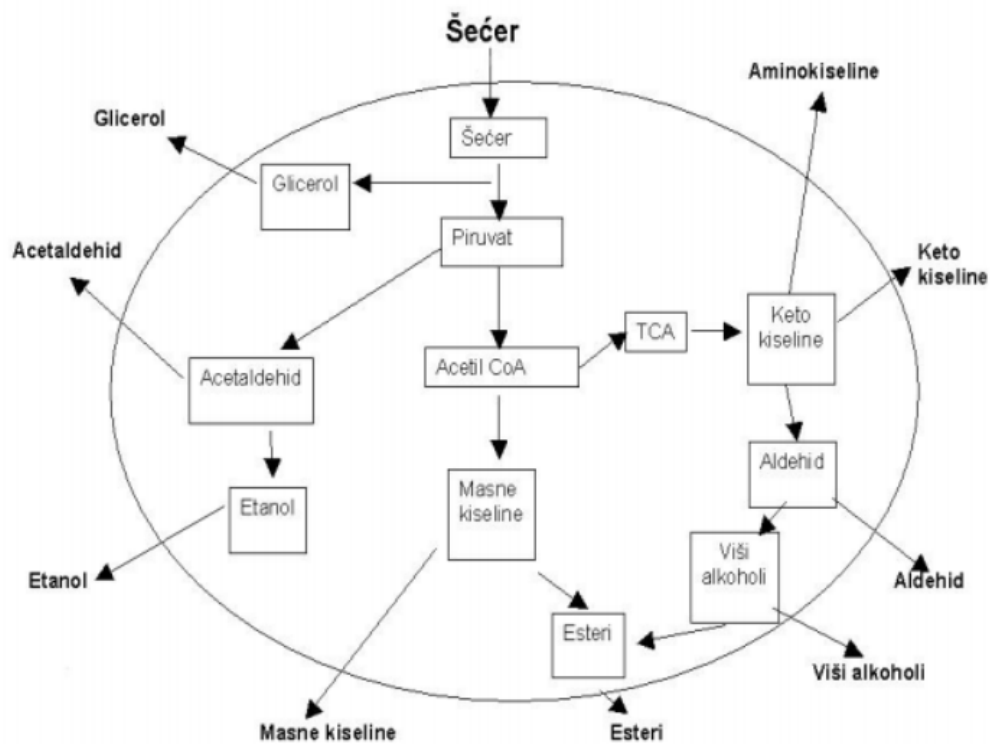 Šećer
Aminokiseline
Glicerol
Šećer
Glicerol
Piruvat
Acetaldehid
Keto
kiseline
Keto
kiseline
TCA
Acetil CoA
Acetaldehid
Aldehid
Masne
kiseline
Etanol
Viši
alkoholi
Etanol
Aldehid
Esteri
Viši alkoholi
Masne kiseline
Esteri